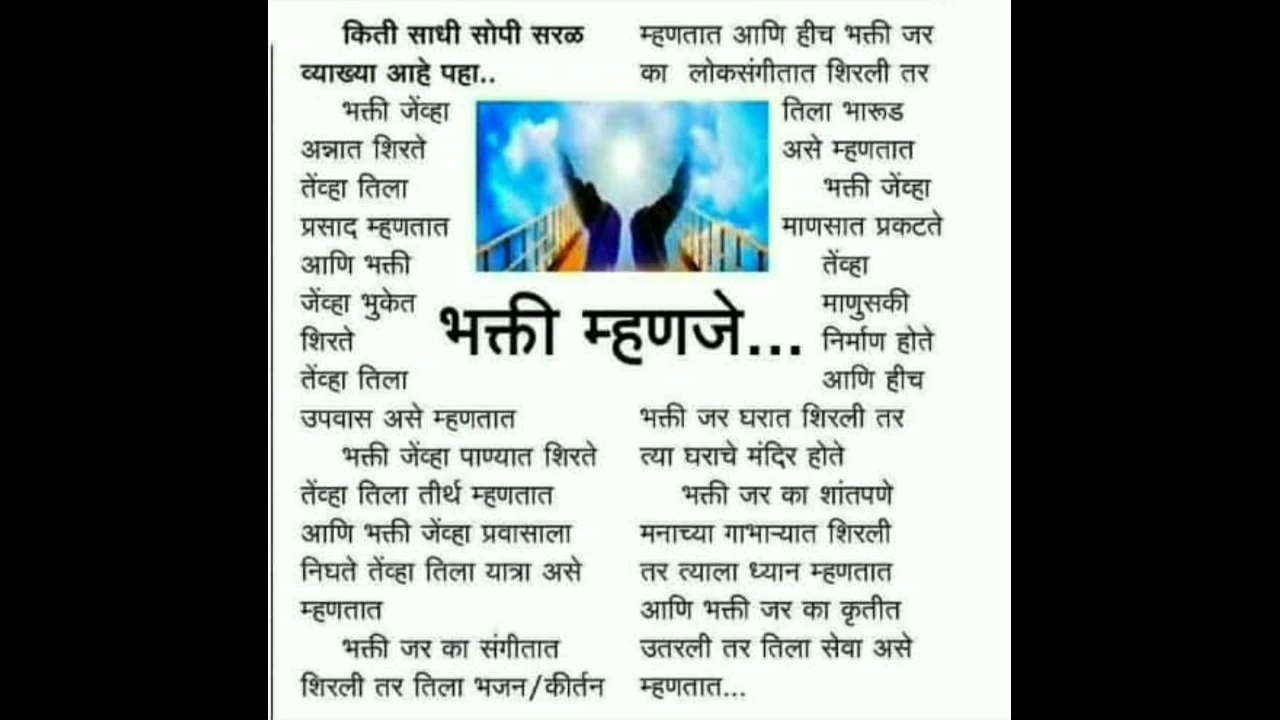 किती साधी सोपी सरळ
व्याख्या आहे पहा..
भक्ती जेंव्हा
अन्नात शिरते
तेंव्हा तिला
प्रसाद म्हणतात
आणि भक्ती
जेंव्हा भुकेत
शिरते
तेंव्हा तिला
उपवास असे म्हणतात
भक्ती जेंव्हा पाण्यात शिरते
तेंव्हा तिला तीर्थ म्हणतात
आणि भक्ती जेंव्हा प्रवासाला
निघते तेंव्हा तिला यात्रा असे
म्हणतात
भक्ती जर का संगीतात
शिरली तर तिला भजन/कीर्तन
भक्ती म्हणजे...
म्हणतात आणि हीच भक्ती जर
का लोकसंगीतात शिरली तर
तिला भारूड
असे म्हणतात
भक्ती जेंव्हा
माणसात प्रकटते
तेंव्हा
माणुसकी
निर्माण होते
आणि हीच
भक्ती जर घरात शिरली तर
त्या घराचे मंदिर होते
भक्ती जर का शांतपणे
मनाच्या गाभाऱ्यात शिरली
तर त्याला ध्यान म्हणतात
आणि भक्ती जर का कृतीत
उतरली तर तिला सेवा असे
म्हणतात...